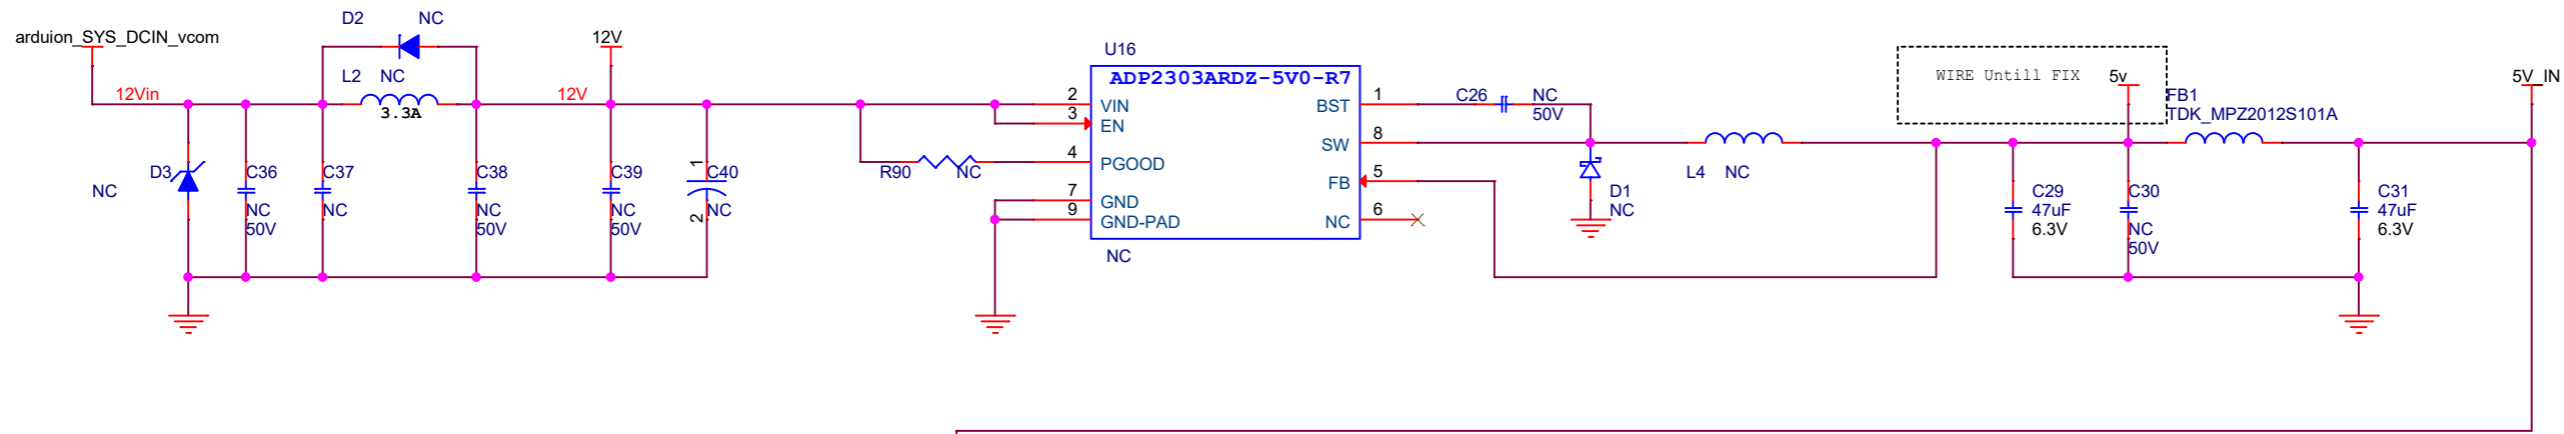 D2 NC
arduion_SYS_DCIN_vcom
12V
L2 NC
3.3A
12Vin
12V
D3
NC
C36
NC
50V
C37
NC
C38
NC
50V
C39
NC
50V
1
C40
NC
2
R90 NC
U16
ADP2303ARDZ-5V0-R7
2 VIN
3 EN
4 PGOOD
7 GND
9 GND-PAD
BST 1
SW 8
FB 5
NC 6
NC
C26 NC
50V
D1
NC
L4 NC
WIRE Untill FIX 5v
FB1
TDK_MPZ2012S101A
5V_IN
C29
47uF
6.3V
C30
NC
50V
C31
47uF
6.3V